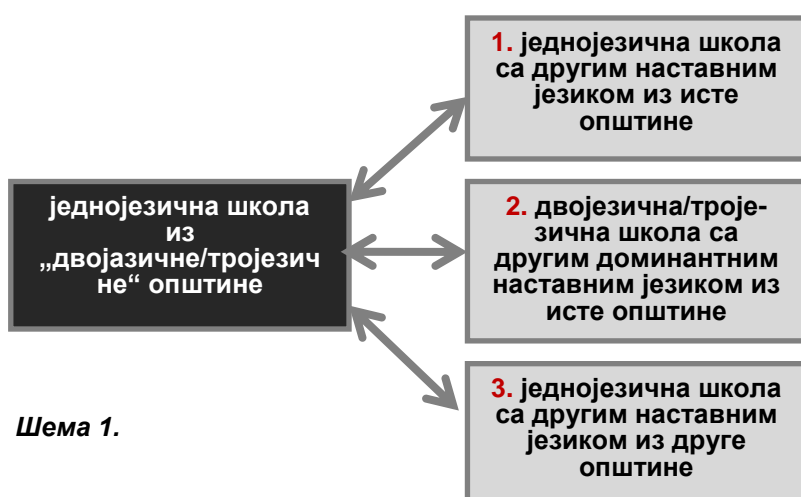 једнојезична школа
из
„двојазичне/тројезич
не“ општине
1. једнојезична школа
са другим наставним
језиком из исте
општине
2. двојезична/троје-
зична школа са
другим доминантним
наставним језиком из
исте општине
3. једнојезична школа
са другим наставним
језиком из друге
општине
Шема 1.